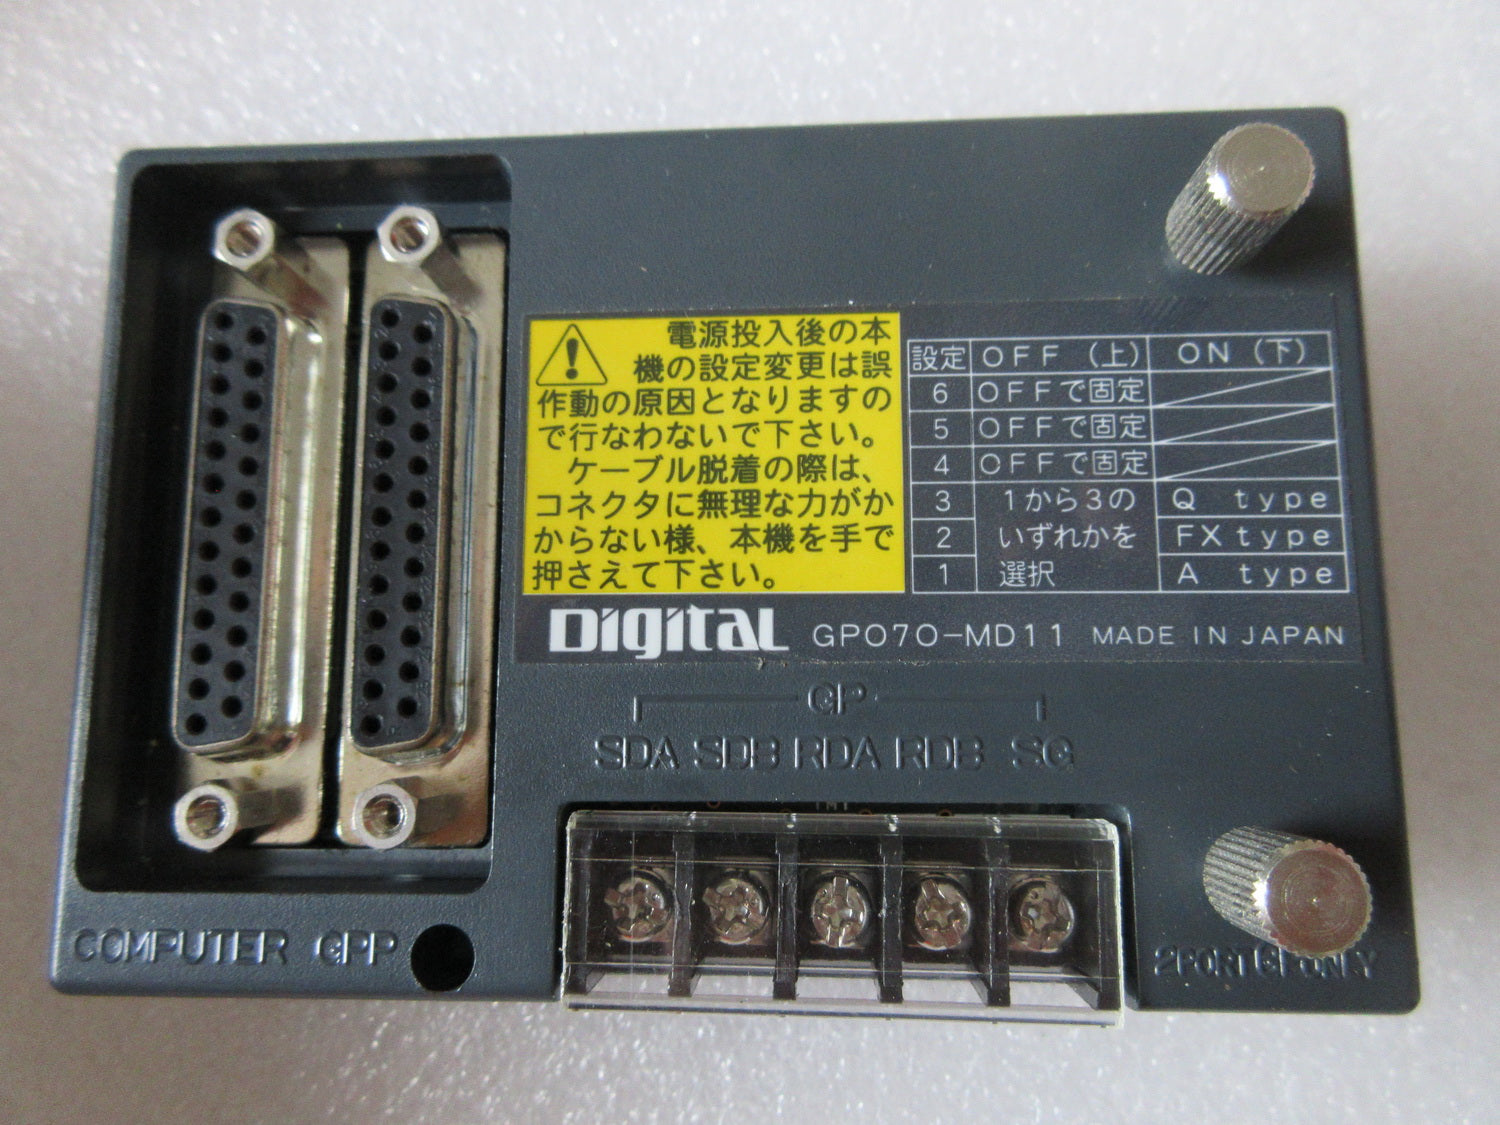 電源投入後の本
機の設定変更は誤
作動の原因となりますの
で行なわないで下さい。
ケーブル脱着の際は、
コネクタに無理な力がか
からない様、本機を手で
押さえて下さい。
設定 OFF (上) ON (下)
6 OFFで固定
5 OFFで固定
4 OFFで固定
3 1から3の Q type
2 いずれかを FX type
1 選択 A type
Digital GP070-MD11 MADE IN JAPAN
GP
SDA SDB RDA RDB SG
COMPUTER GPP
2PORT GP ONLY